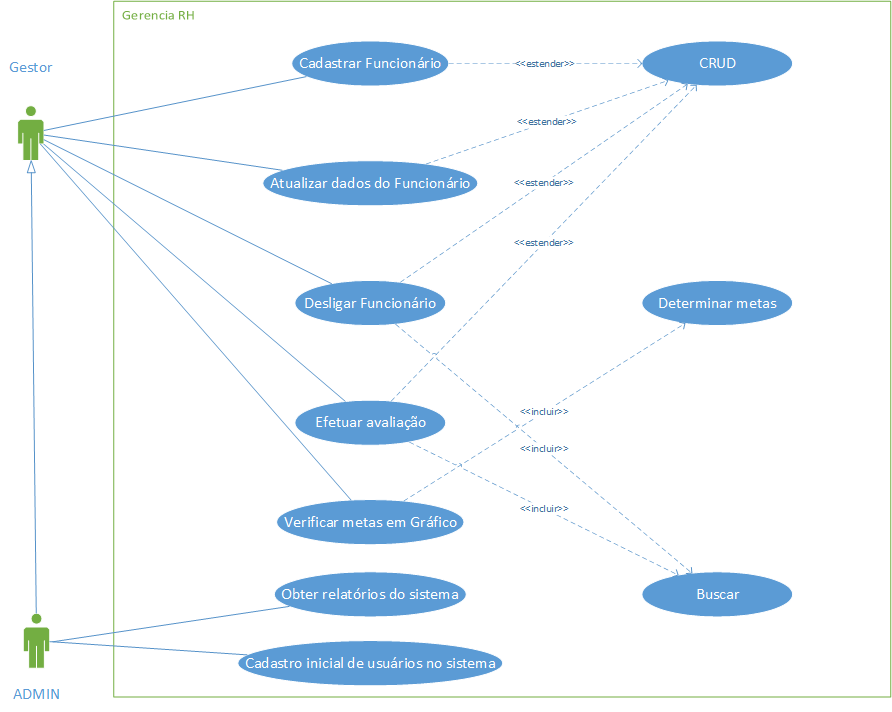 Gerencia RH
Gestor
Cadastrar Funcionário
<<estender>>
CRUD
<<estender>>
Atualizar dados do Funcionário
<<estender>>
<<estender>>
Desligar Funcionário
Determinar metas
<<incluir>>
Efetuar avaliação
<<incluir>>
<<incluir>>
Verificar metas em Gráfico
Obter relatórios do sistema
Buscar
Cadastro inicial de usuários no sistema
ADMIN